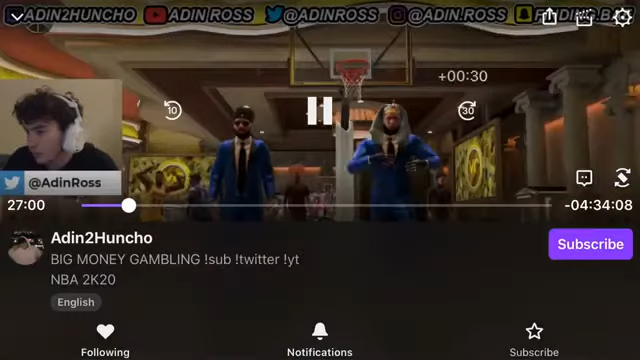 ADIN2HUNCHO ADIN ROSS @ADINROSS @ADIN.ROSS
+00:30
10
30
@AdinRoss
27:00
-04:34:08
Adin2Huncho
Subscribe
BIG MONEY GAMBLING !sub !twitter !yt
NBA 2K20
English
Following
Notifications
Subscribe